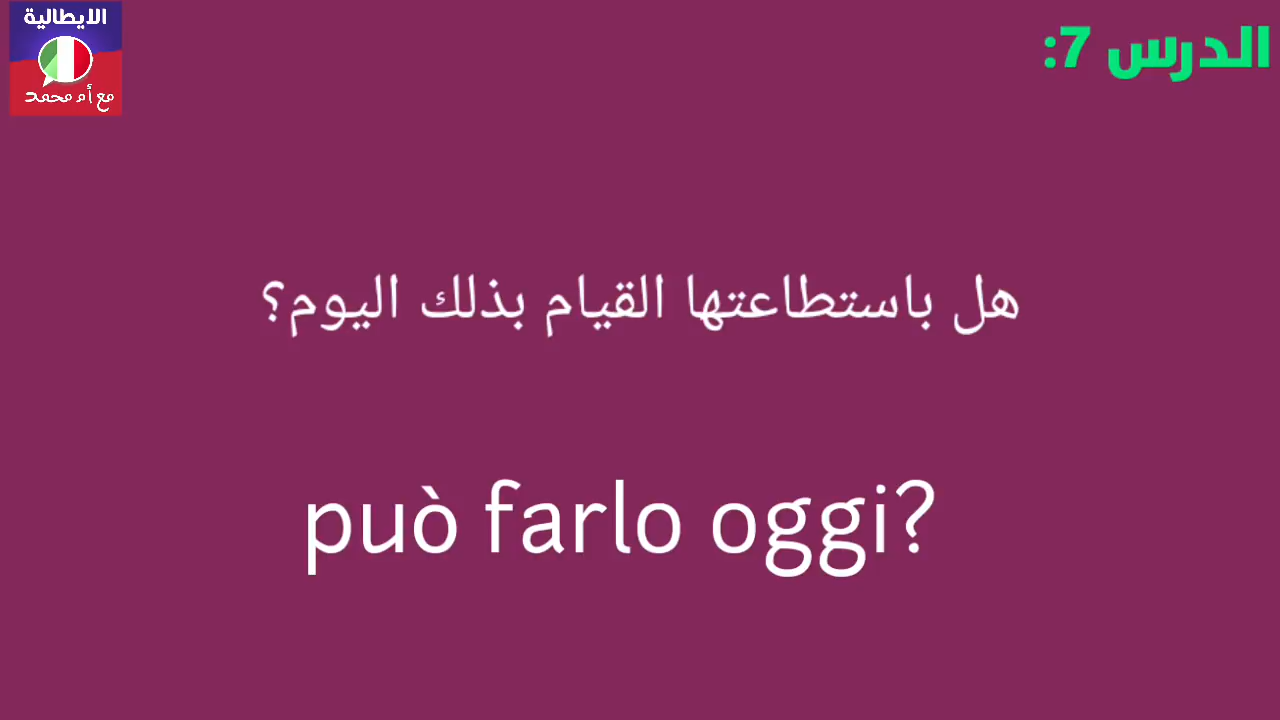 الايطالية
مع أم محمد
الدرس 7:
هل باستطاعتها القيام بذلك اليوم؟
può farlo oggi?